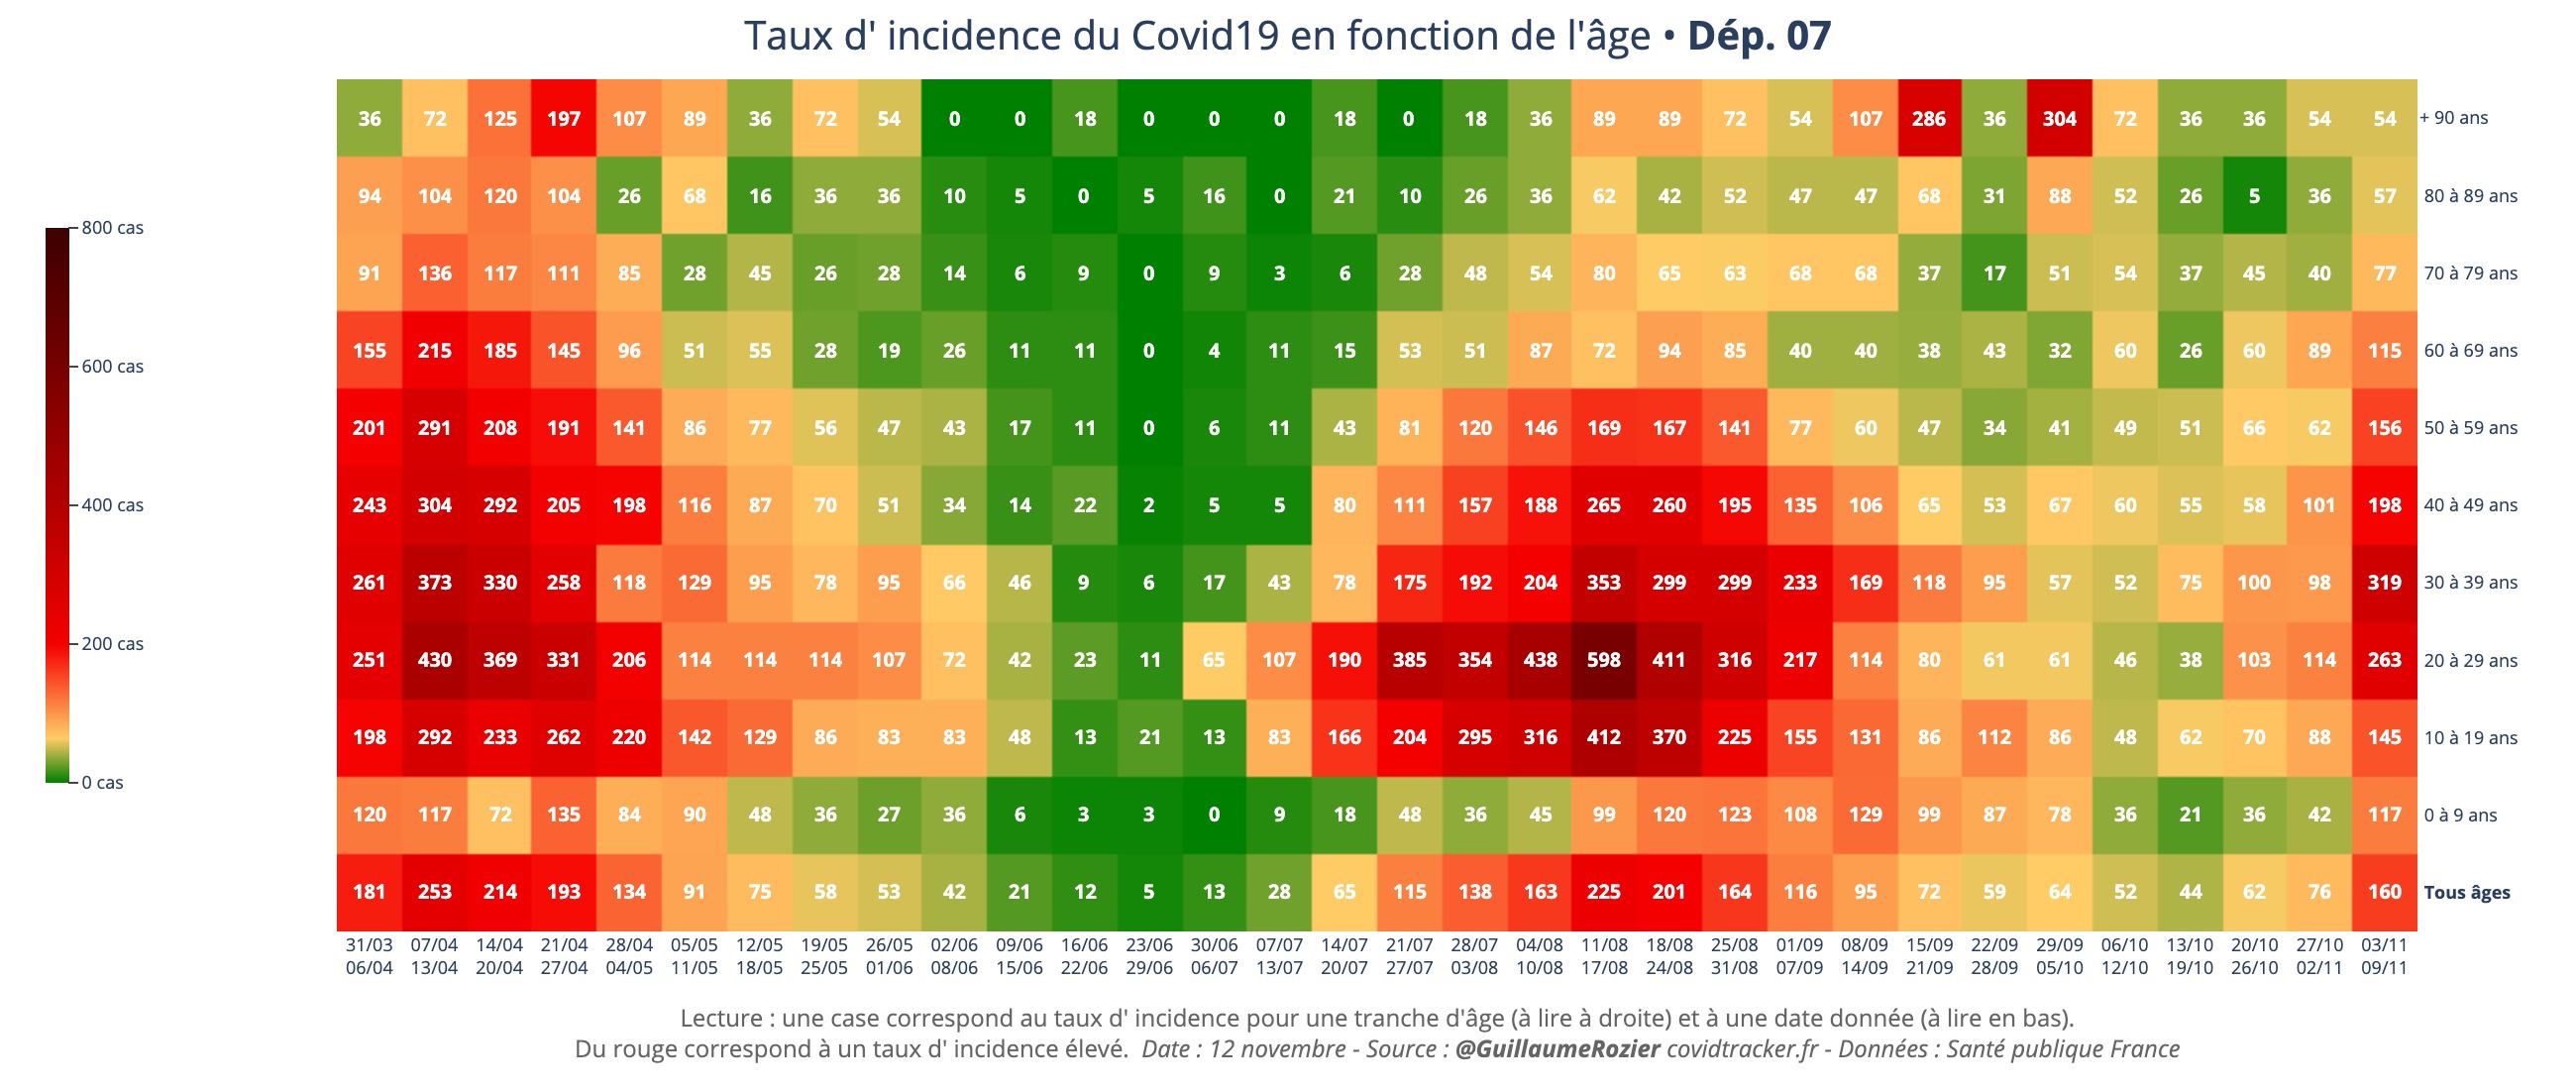 Taux d' incidence du Covid19 en fonction de l'âge • Dép. 07
36 72 125 197 107 89 36 72 54 0 0 18 0 0 0 18 0 18 36 89 89 72 54 107 286 36 304 72 36 36 54 54 + 90 ans
94 104 120 104 26 68 16 36 36 10 5 0 5 16 0 21 10 26 36 62 42 52 47 47 68 31 88 52 26 5 36 57 80 à 89 ans
91 136 117 111 85 28 45 26 28 14 6 9 0 9 3 6 28 48 54 80 65 63 68 68 37 17 51 54 37 45 40 77 70 à 79 ans
155 215 185 145 96 51 55 28 19 26 11 11 0 4 11 15 53 51 87 72 94 85 40 40 38 43 32 60 26 60 89 115 60 à 69 ans
201 291 208 191 141 86 77 56 47 43 17 11 0 6 11 43 81 120 146 169 167 141 77 60 47 34 41 49 51 66 62 156 50 à 59 ans
243 304 292 205 198 116 87 70 51 34 14 22 2 5 5 80 111 157 188 265 260 195 135 106 65 53 67 60 55 58 101 198 40 à 49 ans
261 373 330 258 118 129 95 78 95 66 46 9 6 17 43 78 175 192 204 353 299 299 233 169 118 95 57 52 75 100 98 319 30 à 39 ans
251 430 369 331 206 114 114 114 107 72 42 23 11 65 107 190 385 354 438 598 411 316 217 114 80 61 61 46 38 103 114 263 20 à 29 ans
198 292 233 262 220 142 129 86 83 83 48 13 21 13 83 166 204 295 316 412 370 225 155 131 86 112 86 48 62 70 88 145 10 à 19 ans
120 117 72 135 84 90 48 36 27 36 6 3 3 0 9 18 48 36 45 99 120 123 108 129 99 87 78 36 21 36 42 117 0 à 9 ans
181 253 214 193 134 91 75 58 53 42 21 12 5 13 28 65 115 138 163 225 201 164 116 95 72 59 64 52 44 62 76 160 Tous âges
31/03 07/04 14/04 21/04 28/04 05/05 12/05 19/05 26/05 02/06 09/06 16/06 23/06 30/06 07/07 14/07 21/07 28/07 04/08 11/08 18/08 25/08 01/09 08/09 15/09 22/09 29/09 06/10 13/10 20/10 27/10 03/11
06/04 13/04 20/04 27/04 04/05 11/05 18/05 25/05 01/06 08/06 15/06 22/06 29/06 06/07 13/07 20/07 27/07 03/08 10/08 17/08 24/08 31/08 07/09 14/09 21/09 28/09 05/10 12/10 19/10 26/10 02/11 09/11
800 cas
600 cas
400 cas
200 cas
0 cas
Lecture : une case correspond au taux d' incidence pour une tranche d'âge (à lire à droite) et à une date donnée (à lire en bas).
Du rouge correspond à un taux d' incidence élevé. Date : 12 novembre - Source : @GuillaumeRozier covidtracker.fr - Données : Santé publique France